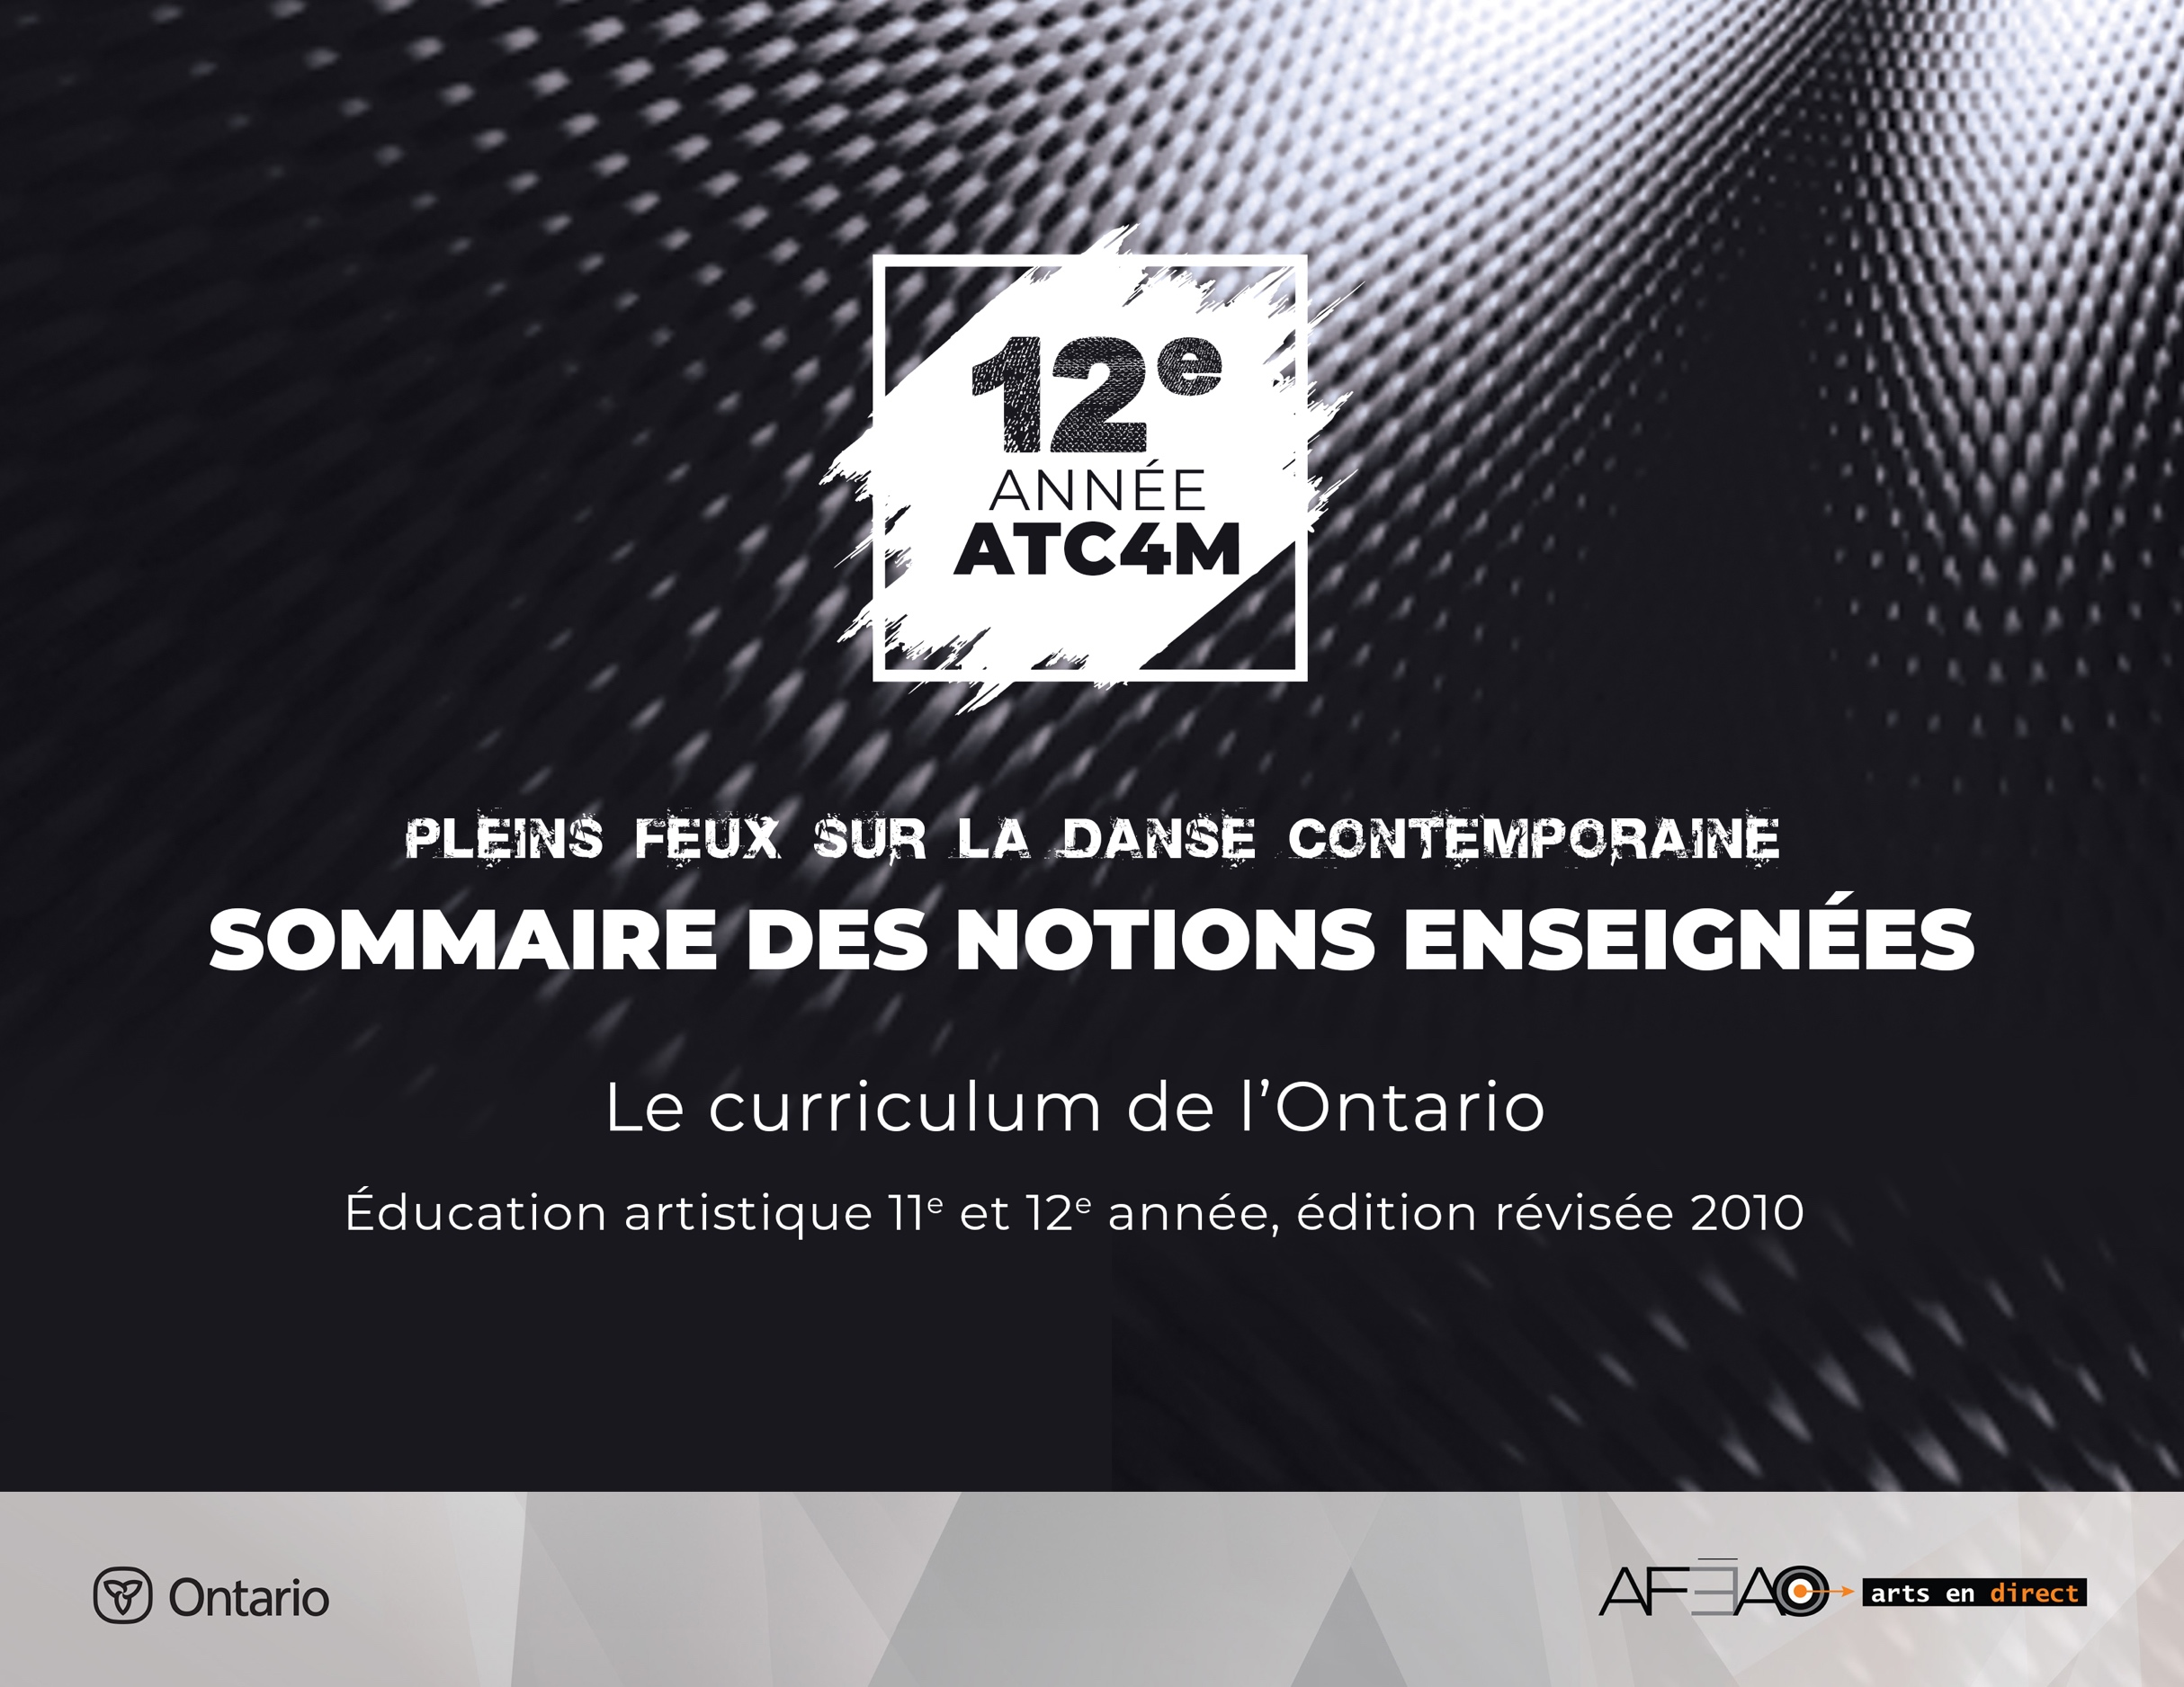 12e
ANNÉE
ATC4M
PLEINS FEUX SUR LA DANSE CONTEMPORAINE
SOMMAIRE DES NOTIONS ENSEIGNÉES
Le curriculum de l’Ontario
Éducation artistique 11e et 12e année, édition révisée 2010
Ontario
AFEAO arts en direct